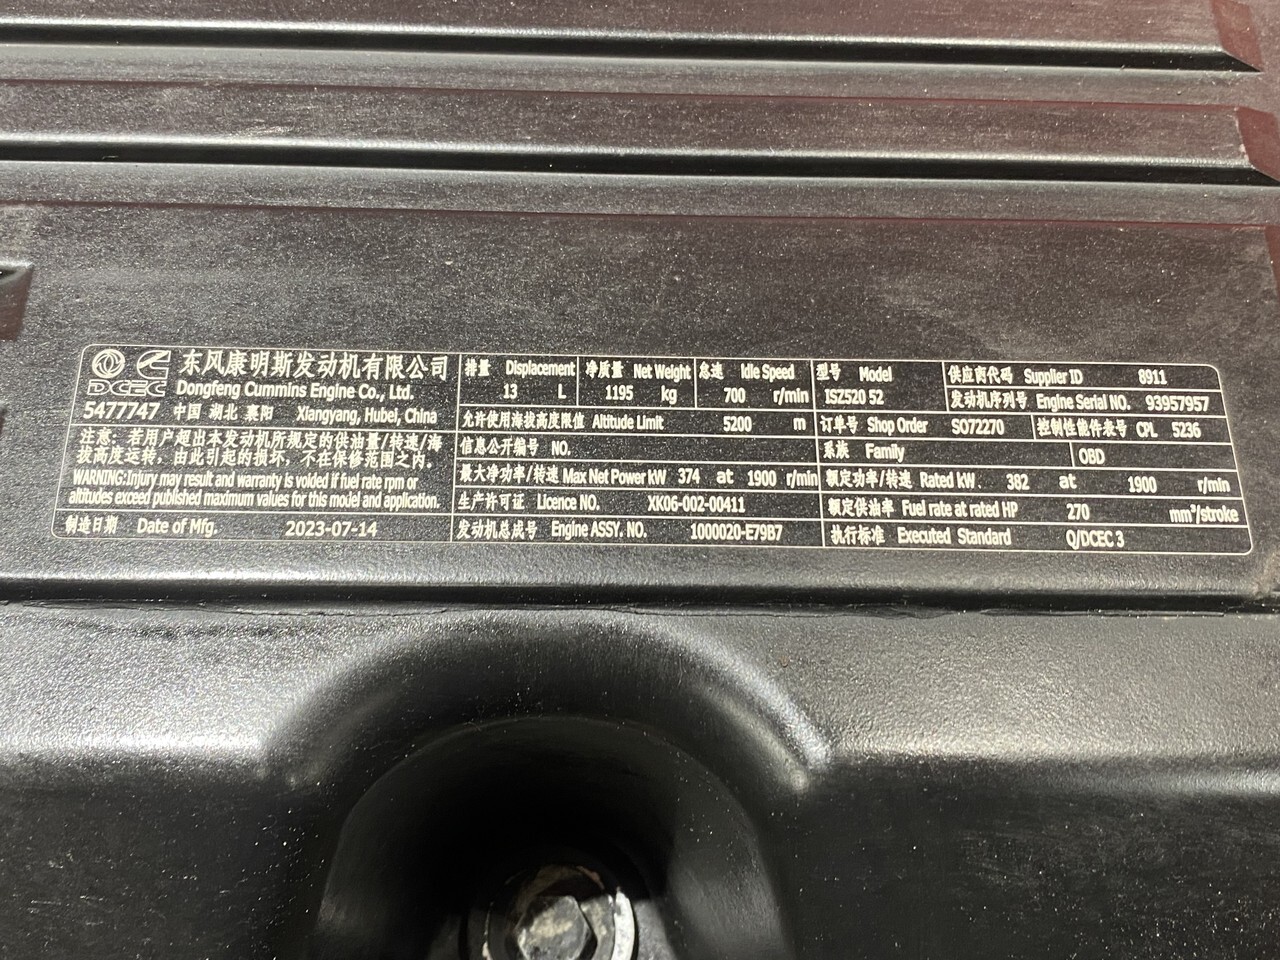 DCEC
东风康明斯发动机有限公司
Dongfeng Cummins Engine Co., Ltd.
5477747 中国 湖北 襄阳 Xiangyang, Hubei, China
注意：若用户超出本发动机所规定的供油量/转速/海
拔高度运转，由此引起的损坏，不在保修范围之内。
WARNING:Injury may result and warranty is voided if fuel rate rpm or
altitudes exceed published maximum values for this model and application.
制造日期 Date of Mfg. 2023-07-14
排量 Displacement
13 L
净质量 Net Weight
1195 kg
怠速 Idle Speed
700 r/min
允许使用海拔高度限值 Altitude Limit 5200 m
信息公开编号 NO.
最大净功率/转速 Max Net Power kW 374 at 1900 r/min
生产许可证 Licence NO. XK06-002-00411
发动机总成号 Engine ASSY. NO. 1000020-E79B7
型号 Model
ISZ520 52
供应商代码 Supplier ID 8911
发动机序列号 Engine Serial NO. 93957957
订单号 Shop Order SO72270 控制性能件表号 CPL 5236
系族 Family OBD
额定功率/转速 Rated kW. 382 at 1900 r/min
额定供油率 Fuel rate at rated HP 270 mm³/stroke
执行标准 Executed Standard Q/DCEC 3